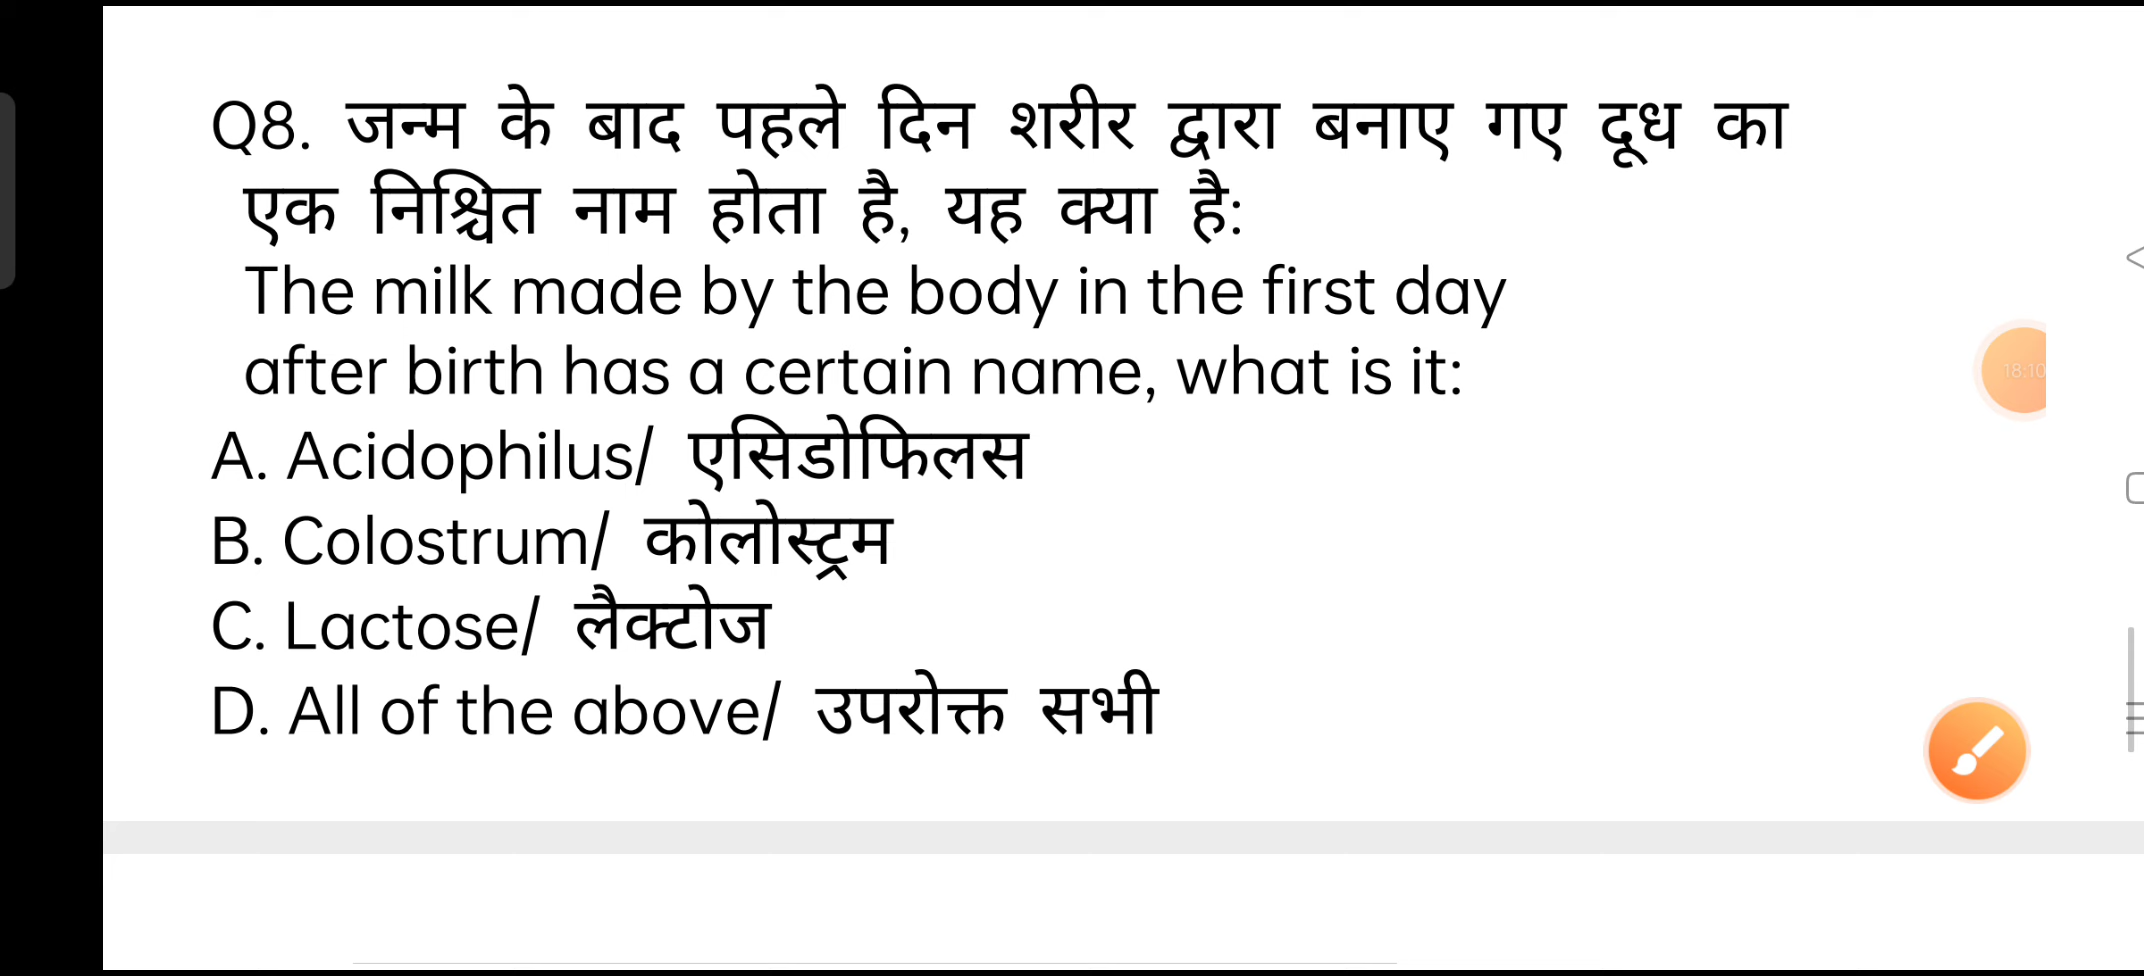 Q8. जन्म के बाद पहले दिन शरीर द्वारा बनाए गए दूध का
एक निश्चित नाम होता है, यह क्या है:
The milk made by the body in the first day
after birth has a certain name, what is it:
A. Acidophilus/ एसिडोफिलस
B. Colostrum/ कोलोस्ट्रम
C. Lactose/ लैक्टोज
D. All of the above/ उपरोक्त सभी
18:10